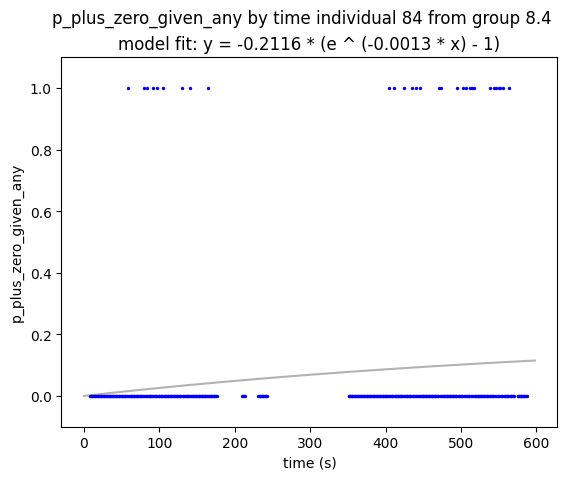 p_plus_zero_given_any by time individual 84 from group 8.4
model fit: y = -0.2116 * (e ^ (-0.0013 * x) - 1)
p_plus_zero_given_any
1.0
0.8
0.6
0.4
0.2
0.0
0 100 200 300 400 500 600
time (s)